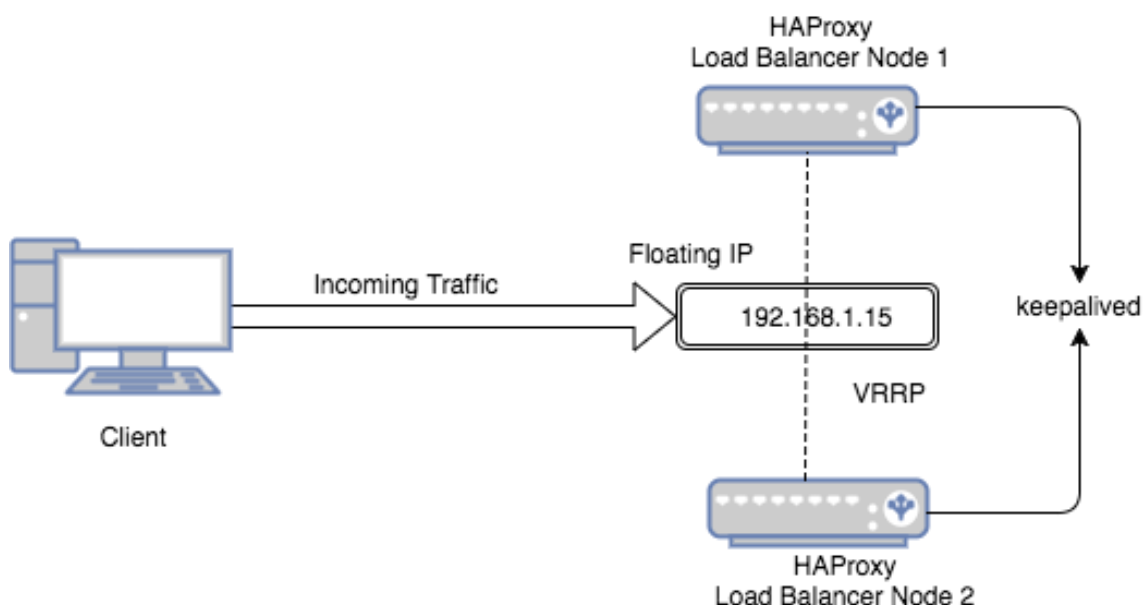 HAProxy
Load Balancer Node 1
Floating IP
Incoming Traffic
192.168.1.15
keepalived
VRRP
Client
HAProxy
Load Balancer Node 2